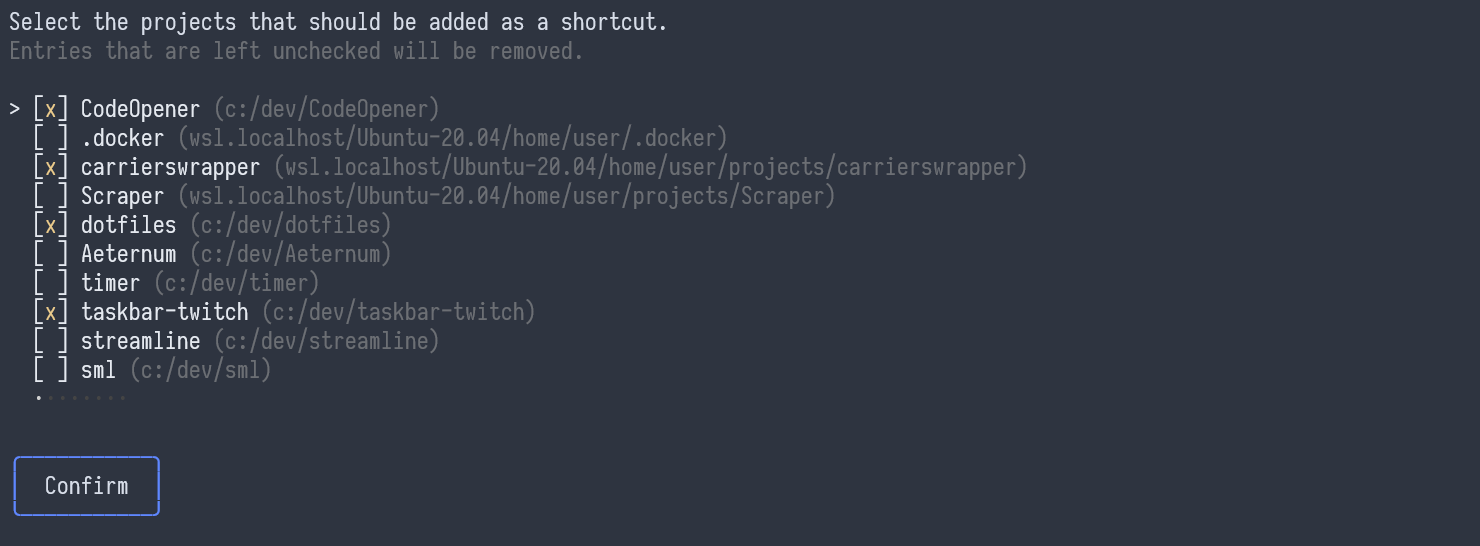 Select the projects that should be added as a shortcut.
Entries that are left unchecked will be removed.
> [x] CodeOpener (c:/dev/CodeOpener)
[ ] .docker (wsl.localhost/Ubuntu-20.04/home/user/.docker)
[x] carrierswrapper (wsl.localhost/Ubuntu-20.04/home/user/projects/carrierswrapper)
[ ] Scraper (wsl.localhost/Ubuntu-20.04/home/user/projects/Scraper)
[x] dotfiles (c:/dev/dotfiles)
[ ] Aeternum (c:/dev/Aeternum)
[ ] timer (c:/dev/timer)
[x] taskbar-twitch (c:/dev/taskbar-twitch)
[ ] streamline (c:/dev/streamline)
[ ] sml (c:/dev/sml)
••••••••
Confirm